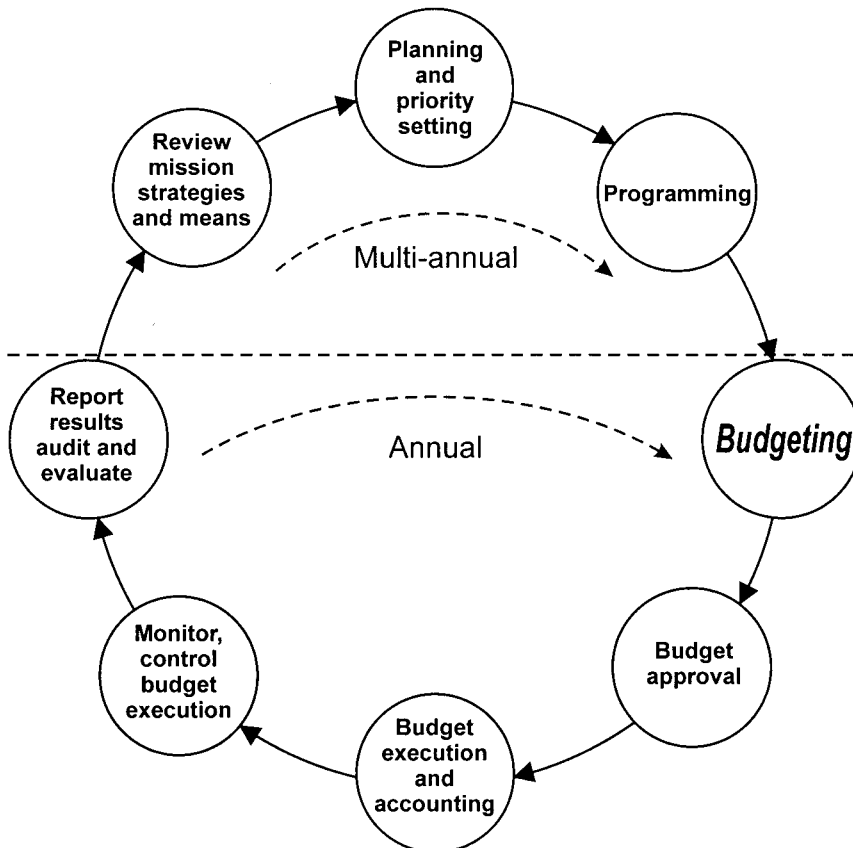 Planning
and
priority
setting
Review
mission
strategies
and means
Programming
Multi-annual
Report
results
audit and
evaluate
Annual
Budgeting
Monitor,
control
budget
execution
Budget
approval
Budget
execution
and
accounting